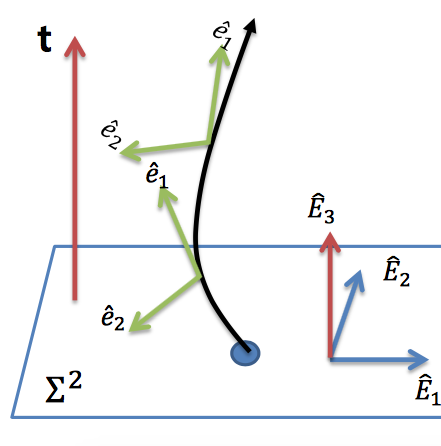 t
ê₁
ê₂
ê₁
Ê₃
Ê₂
ê₂
Σ²
Ê₁